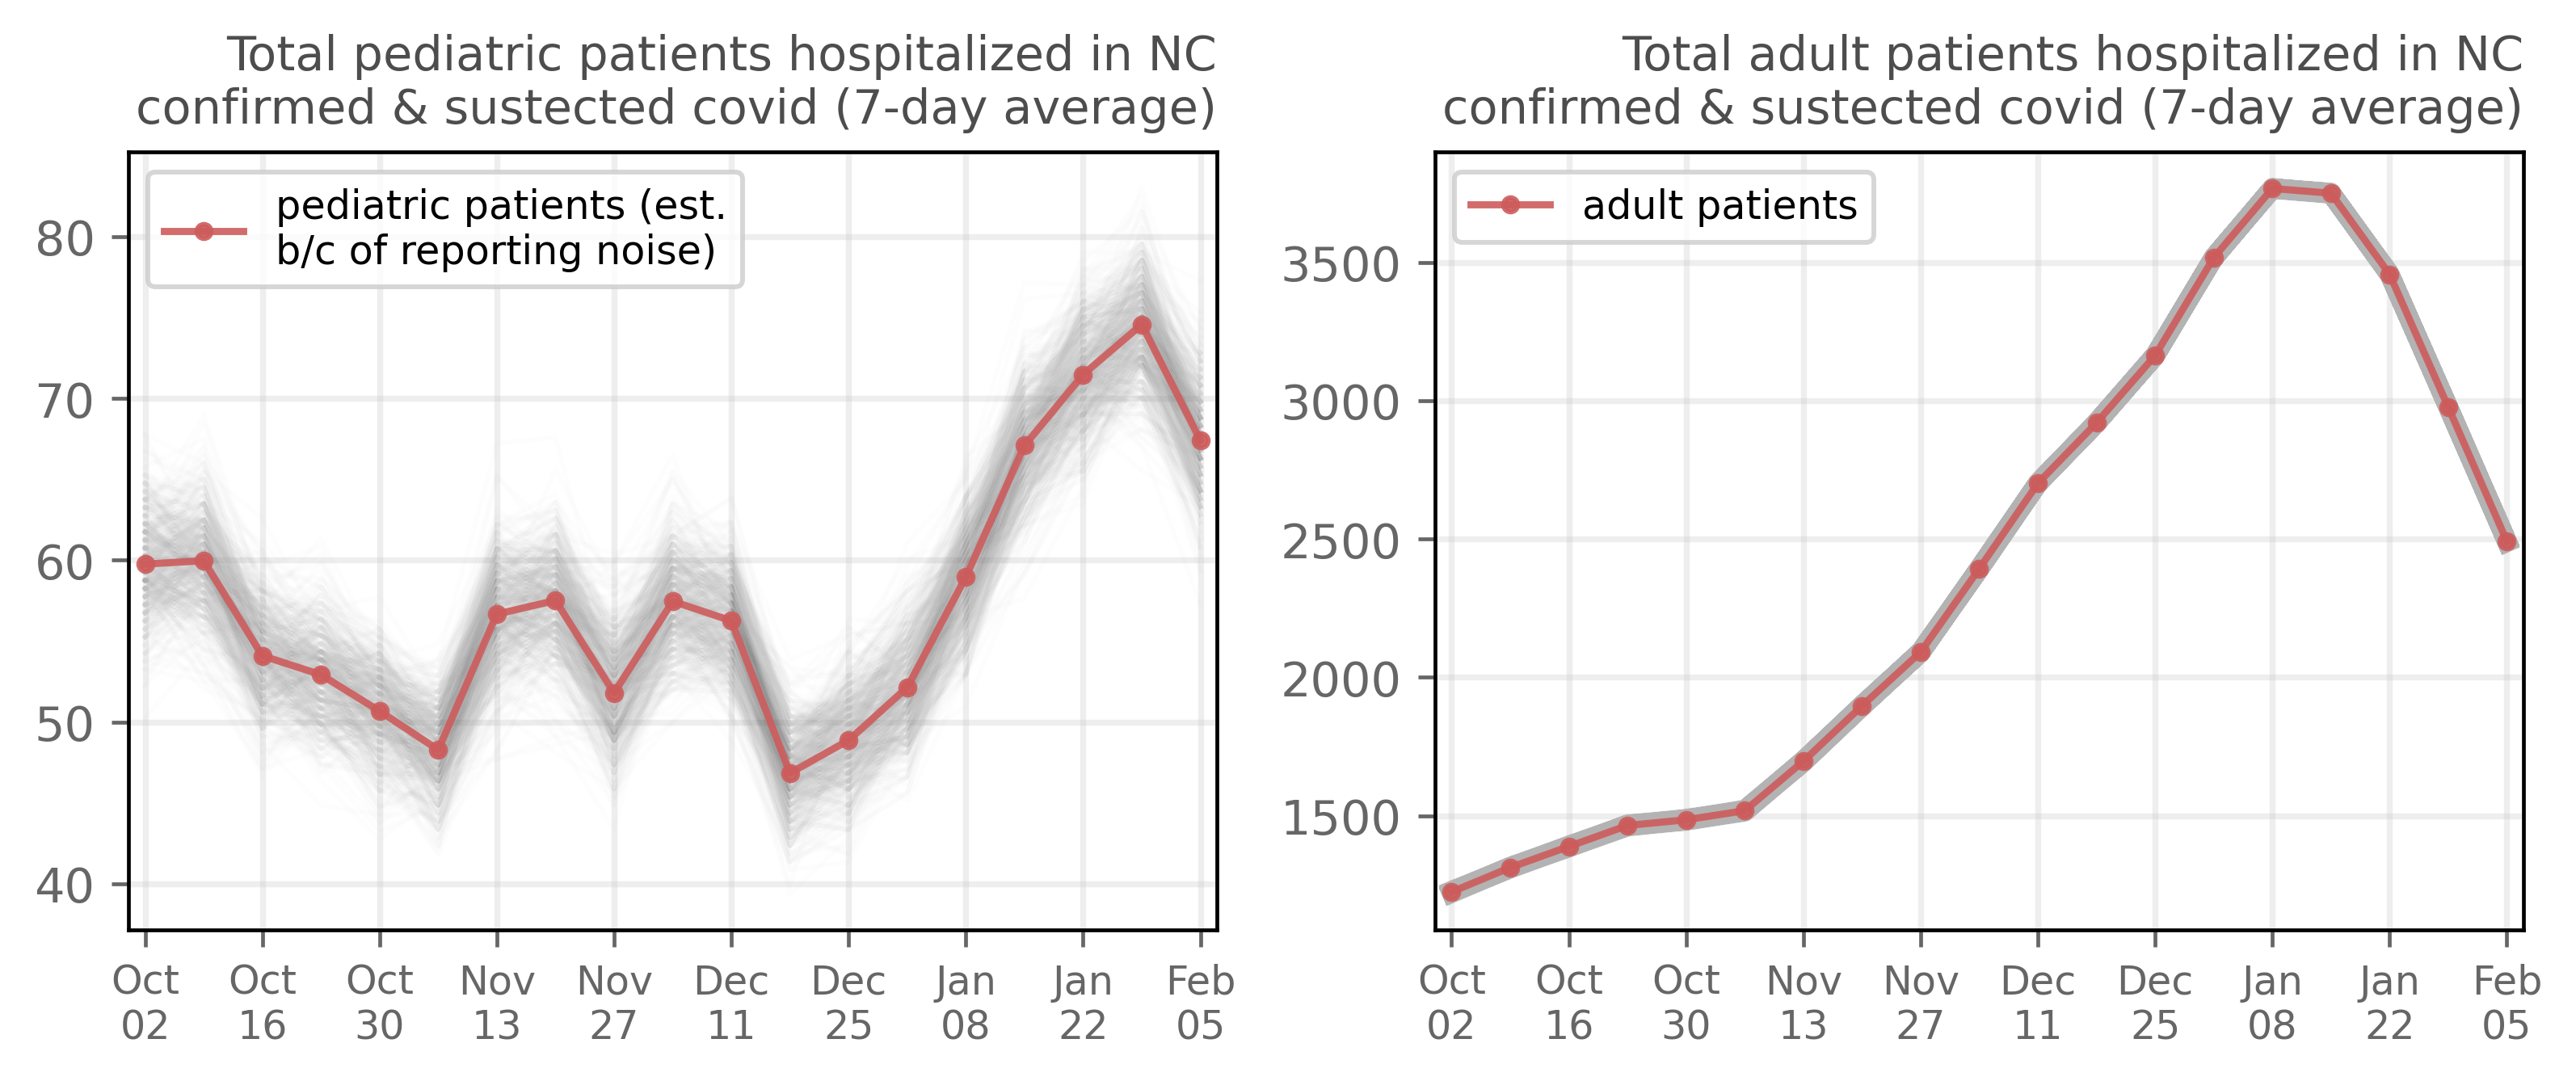 Total pediatric patients hospitalized in NC
confirmed & sustected covid (7-day average)
pediatric patients (est.
b/c of reporting noise)
80
70
60
50
40
Oct Oct Oct Nov Nov Dec Dec Jan Jan Feb
02 16 30 13 27 11 25 08 22 05
Total adult patients hospitalized in NC
confirmed & sustected covid (7-day average)
adult patients
3500
3000
2500
2000
1500
Oct Oct Oct Nov Nov Dec Dec Jan Jan Feb
02 16 30 13 27 11 25 08 22 05